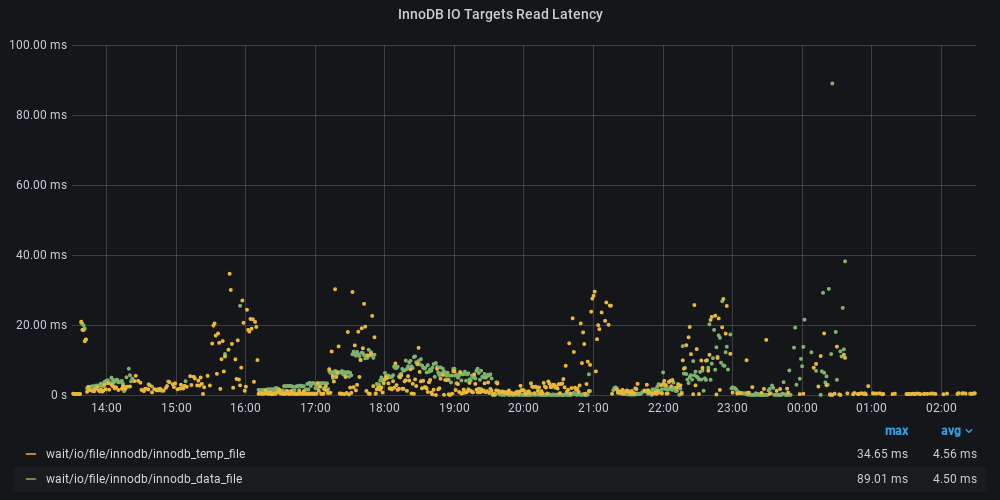 InnoDB IO Targets Read Latency
100.00 ms
80.00 ms
60.00 ms
40.00 ms
20.00 ms
0 s
14:00 15:00 16:00 17:00 18:00 19:00 20:00 21:00 22:00 23:00 00:00 01:00 02:00
max avg
wait/io/file/innodb/innodb_temp_file 34.65 ms 4.56 ms
wait/io/file/innodb/innodb_data_file 89.01 ms 4.50 ms